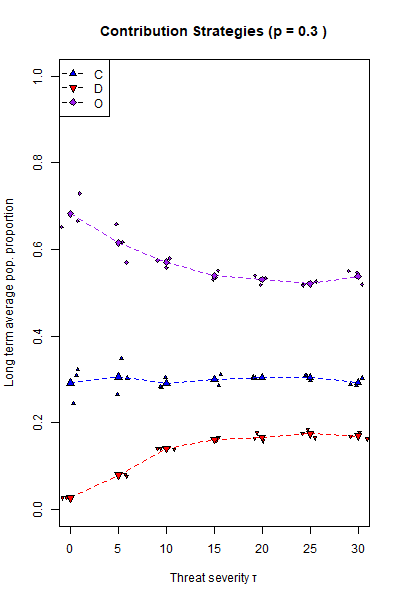 Contribution Strategies (p = 0.3 )
C
D
O
1.0
0.8
0.6
0.4
0.2
0.0
Long term average pop. proportion
0 5 10 15 20 25 30
Threat severity τ